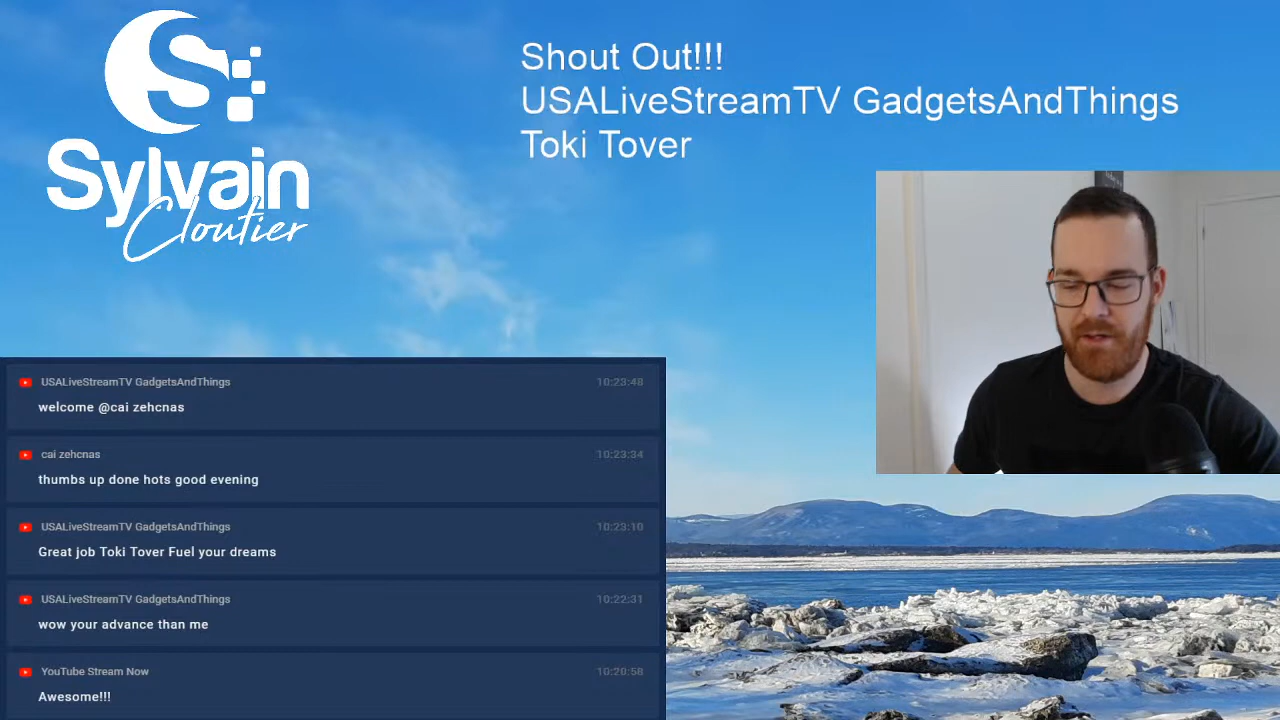 Sylvain
Cloutier
Shout Out!!!
USALiveStreamTV GadgetsAndThings
Toki Tover
USALiveStreamTV GadgetsAndThings 10:23:48
welcome @cai zehcnas
cai zehcnas 10:23:34
thumbs up done hots good evening
USALiveStreamTV GadgetsAndThings 10:23:10
Great job Toki Tover Fuel your dreams
USALiveStreamTV GadgetsAndThings 10:22:31
wow your advance than me
YouTube Stream Now 10:20:58
Awesome!!!